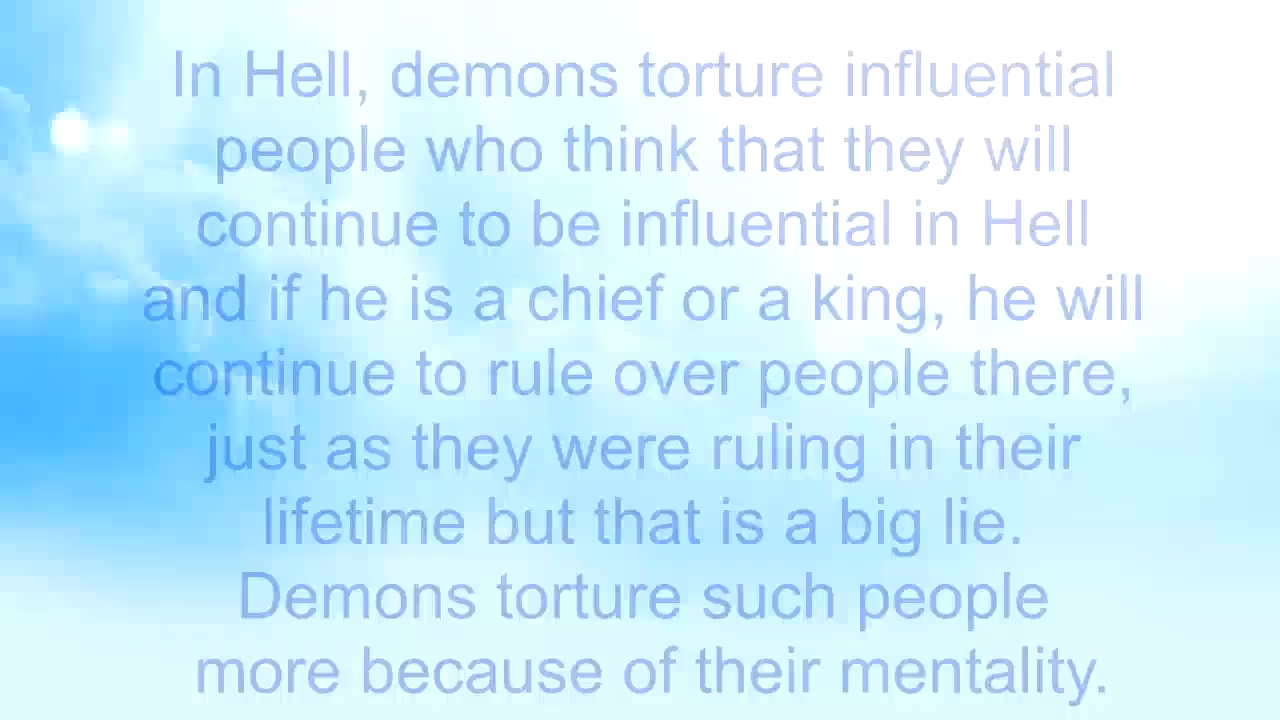 In Hell, demons torture influential
people who think that they will
continue to be influential in Hell
and if he is a chief or a king, he will
continue to rule over people there,
just as they were ruling in their
lifetime but that is a big lie.
Demons torture such people
more because of their mentality.